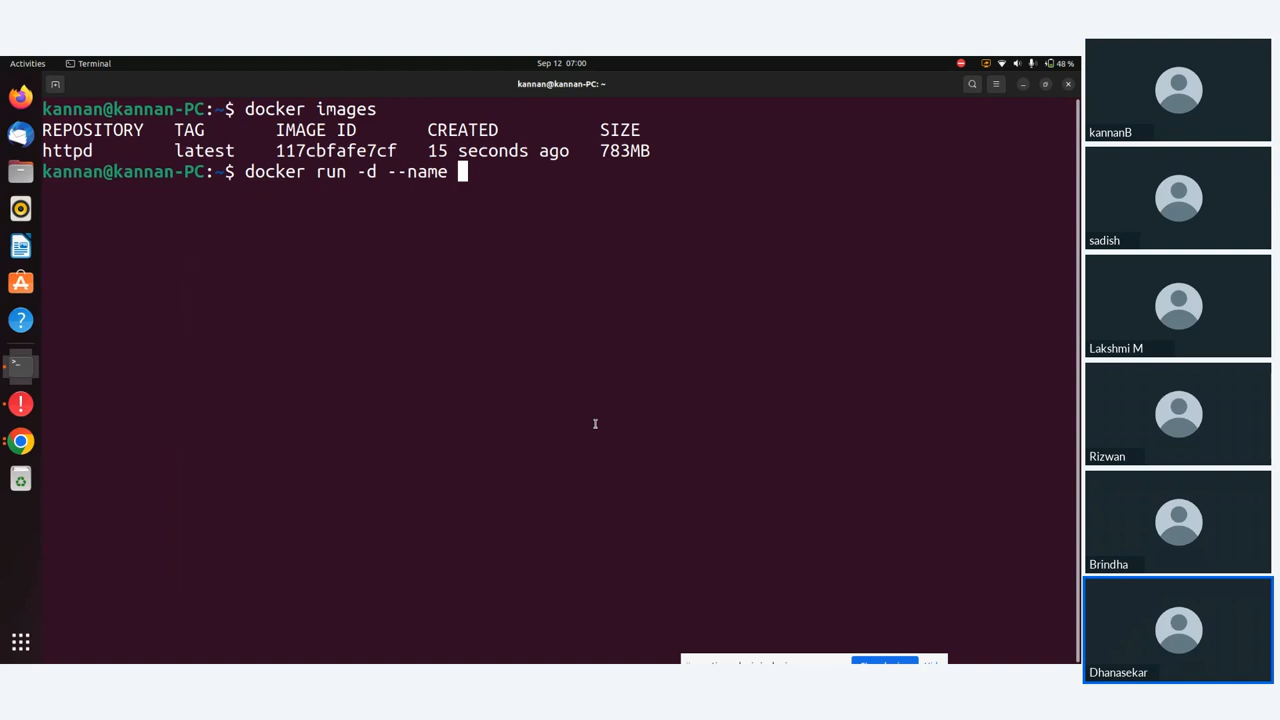 Activities
Terminal
Sep 12 07:00
48 %
kannan@kannan-PC: ~
kannan@kannan-PC:~$ docker images
REPOSITORY TAG IMAGE ID CREATED SIZE
httpd latest 117cbfafe7cf 15 seconds ago 783MB
kannan@kannan-PC:~$ docker run -d --name
kannanB
sadish
Lakshmi M
Rizwan
Brindha
Dhanasekar